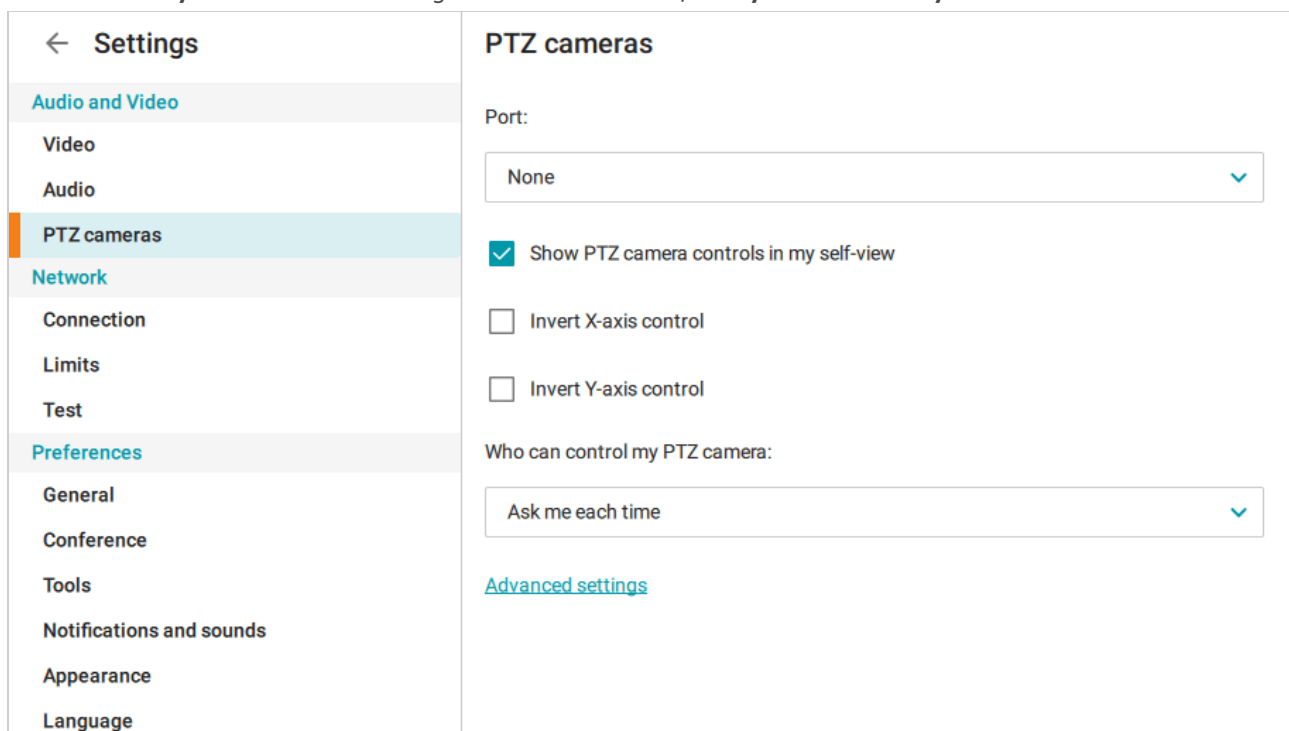 Settings
Audio and Video
Video
Audio
PTZ cameras
Network
Connection
Limits
Test
Preferences
General
Conference
Tools
Notifications and sounds
Appearance
Language
PTZ cameras
Port:
None
Show PTZ camera controls in my self-view
Invert X-axis control
Invert Y-axis control
Who can control my PTZ camera:
Ask me each time
Advanced settings